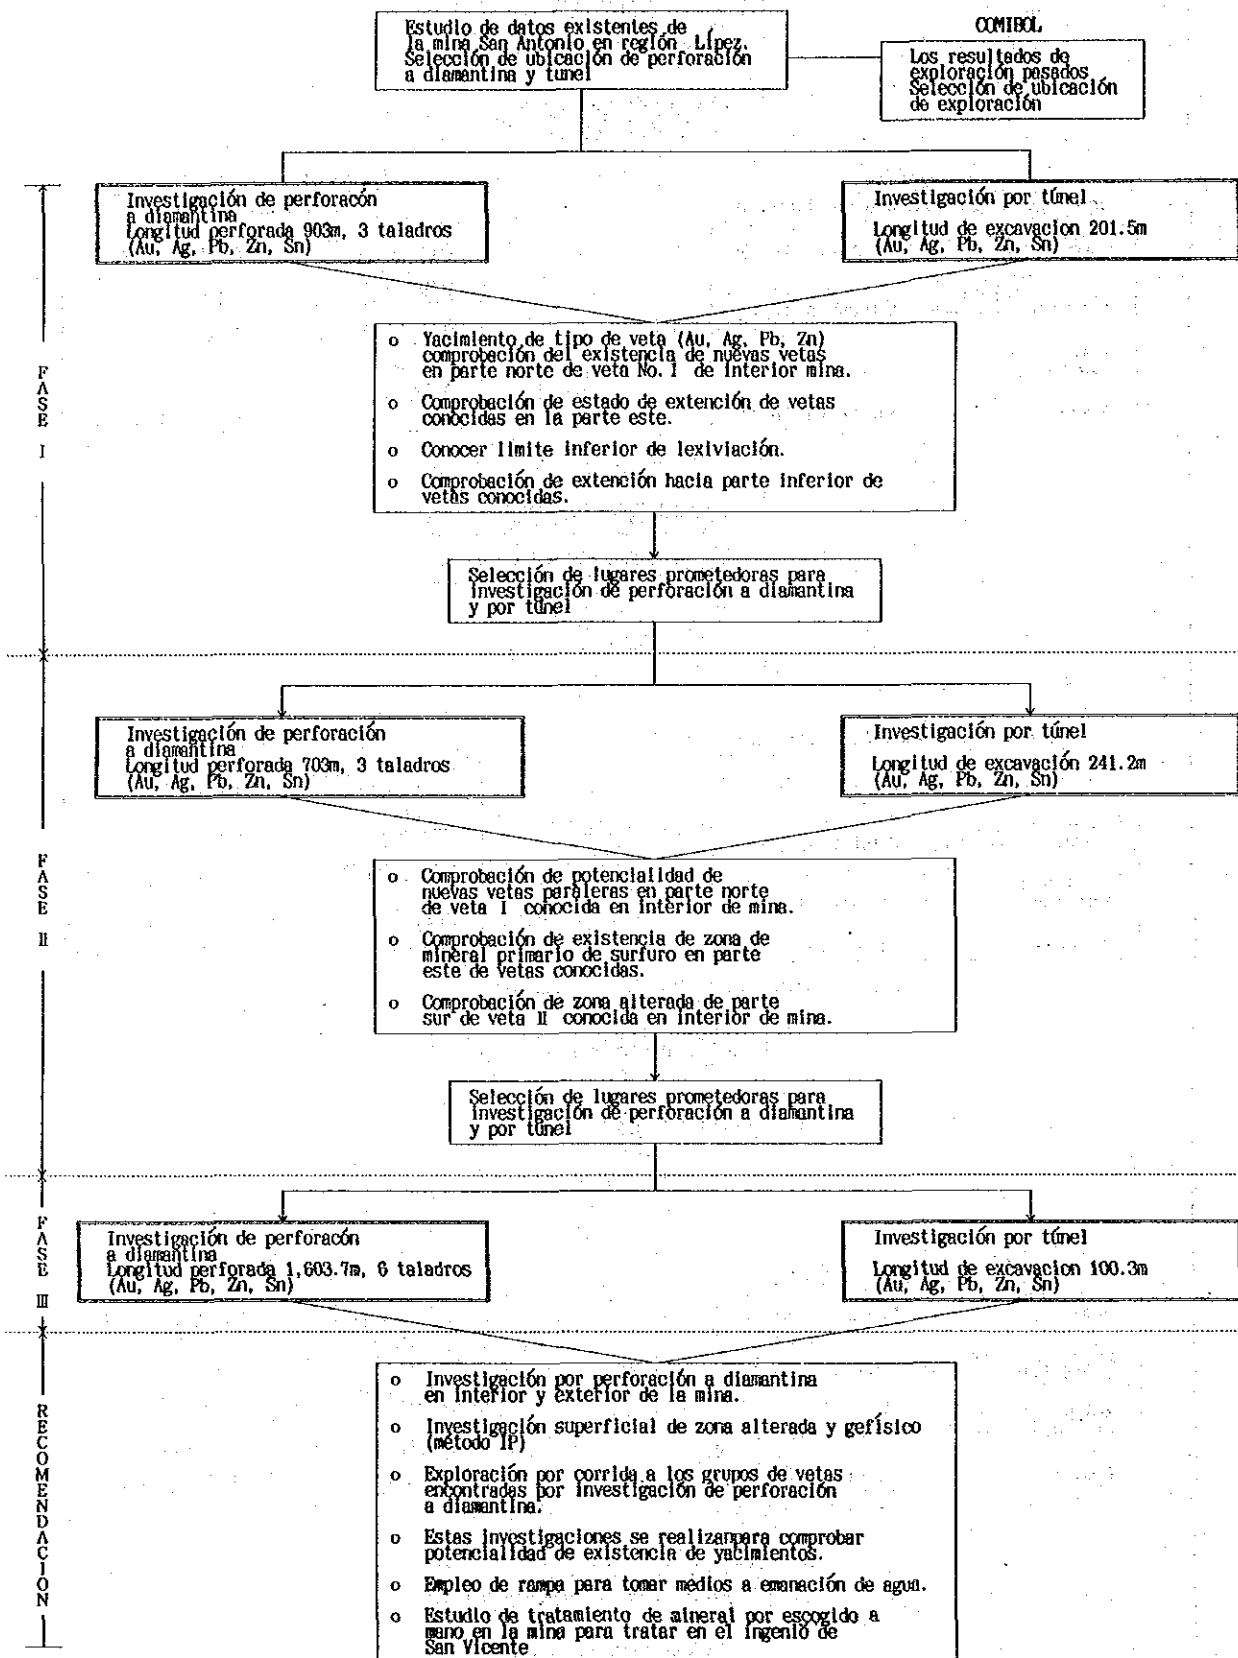 Estudio de datos existentes de
la mina San Antonio en región Lípez.
Selección de ubicación de perforación
a diamantina y tunel
COMIBOL
Los resultados de
exploración pasados
Selección de ubicación
de exploración
FASE I
Investigación de perforacón
a diamantina
Longitud perforada 903m, 3 taladros
(Au, Ag, Pb, Zn, Sn)
Investigación por túnel
Longitud de excavacion 201.5m
(Au, Ag, Pb, Zn, Sn)
o Yacimiento de tipo de veta (Au, Ag, Pb, Zn)
comprobación del existencia de nuevas vetas
en parte norte de veta No. I de interior mina.
o Comprobación de estado de extención de vetas
conocidas en la parte este.
o Conocer limite inferior de lexiviación.
o Comprobación de extención hacia parte inferior de
vetas conocidas.
Selección de lugares prometedoras para
investigación de perforación a diamantina
y por túnel
FASE II
Investigación de perforación
a diamantina
Longitud perforada 703m, 3 taladros
(Au, Ag, Pb, Zn, Sn)
Investigación por túnel
Longitud de excavación 241.2m
(Au, Ag, Pb, Zn, Sn)
o Comprobación de potencialidad de
nuevas vetas paraleras en parte norte
de veta I conocida en interior de mina.
o Comprobación de existencia de zona de
mineral primario de surfuro en parte
este de vetas conocidas.
o Comprobación de zona alterada de parte
sur de veta II conocida en interior de mina.
Selección de lugares prometedoras para
investigación de perforación a diamantina
y por túnel
FASE III
Investigación de perforacón
a diamantina
Longitud perforada 1,603.7m, 6 taladros
(Au, Ag, Pb, Zn, Sn)
Investigación por túnel
Longitud de excavacion 100.3m
(Au, Ag, Pb, Zn, Sn)
RECOMENDACION
o Investigación por perforación a diamantina
en interior y exterior de la mina.
o Investigación superficial de zona alterada y gefísico
(método IP)
o Exploración por corrida a los grupos de vetas
encontradas por investigación de perforación
a diamantina.
o Estas investigaciones se realizanpara comprobar
potencialidad de existencia de yacimientos.
o Empleo de rampa para tomar medios a emanación de agua.
o Estudio de tratamiento de mineral por escogido a
mano en la mina para tratar en el ingenio de
San Vicente